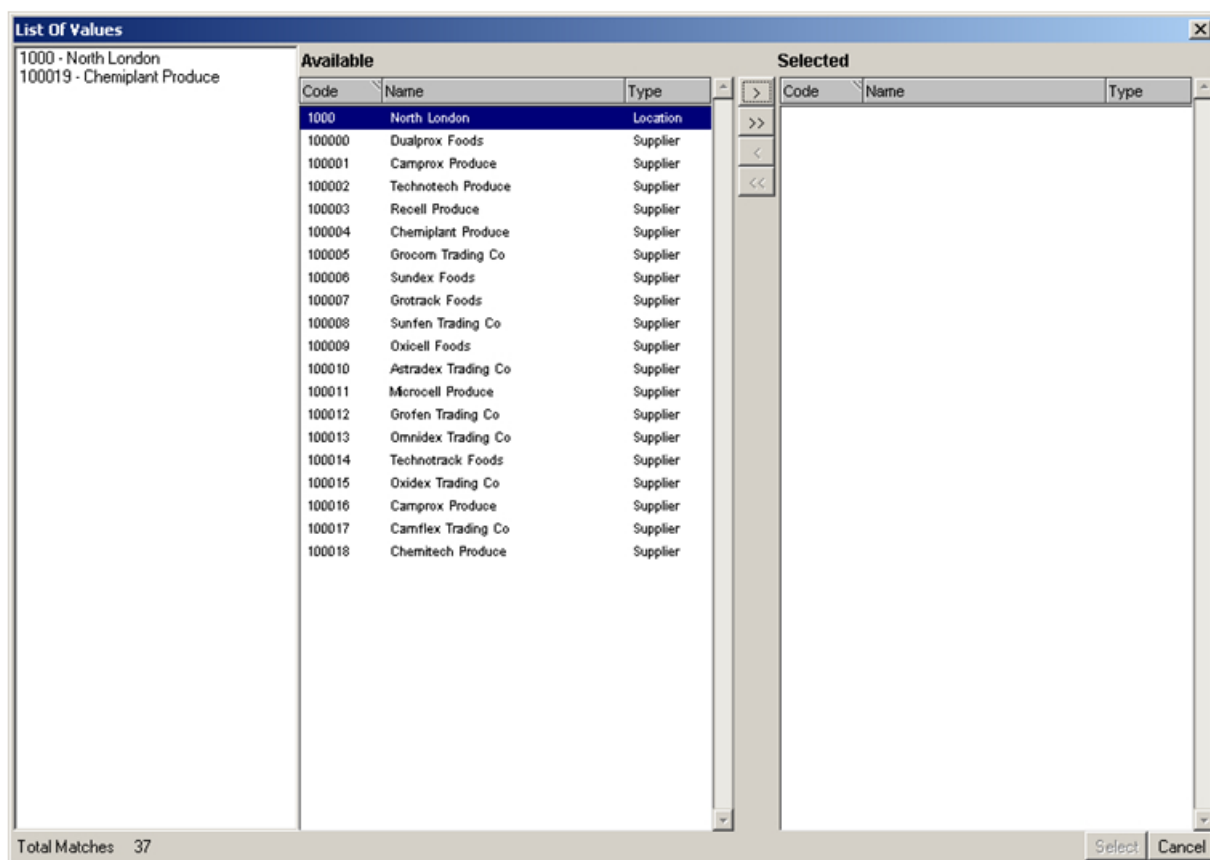 List Of Values
1000 - North London
100019 - Chemiplant Produce
Available
Code Name Type
1000 North London Location
100000 Dualprox Foods Supplier
100001 Camprox Produce Supplier
100002 Technotech Produce Supplier
100003 Recell Produce Supplier
100004 Chemiplant Produce Supplier
100005 Grocom Trading Co Supplier
100006 Sundex Foods Supplier
100007 Grotrack Foods Supplier
100008 Sunfen Trading Co Supplier
100009 Oxicell Foods Supplier
100010 Astradex Trading Co Supplier
100011 Microcell Produce Supplier
100012 Grofen Trading Co Supplier
100013 Omnidex Trading Co Supplier
100014 Technotrack Foods Supplier
100015 Oxidex Trading Co Supplier
100016 Camprox Produce Supplier
100017 Camflex Trading Co Supplier
100018 Chemitech Produce Supplier
>
>>
<
<<
Selected
Code Name Type
Total Matches 37
Select Cancel